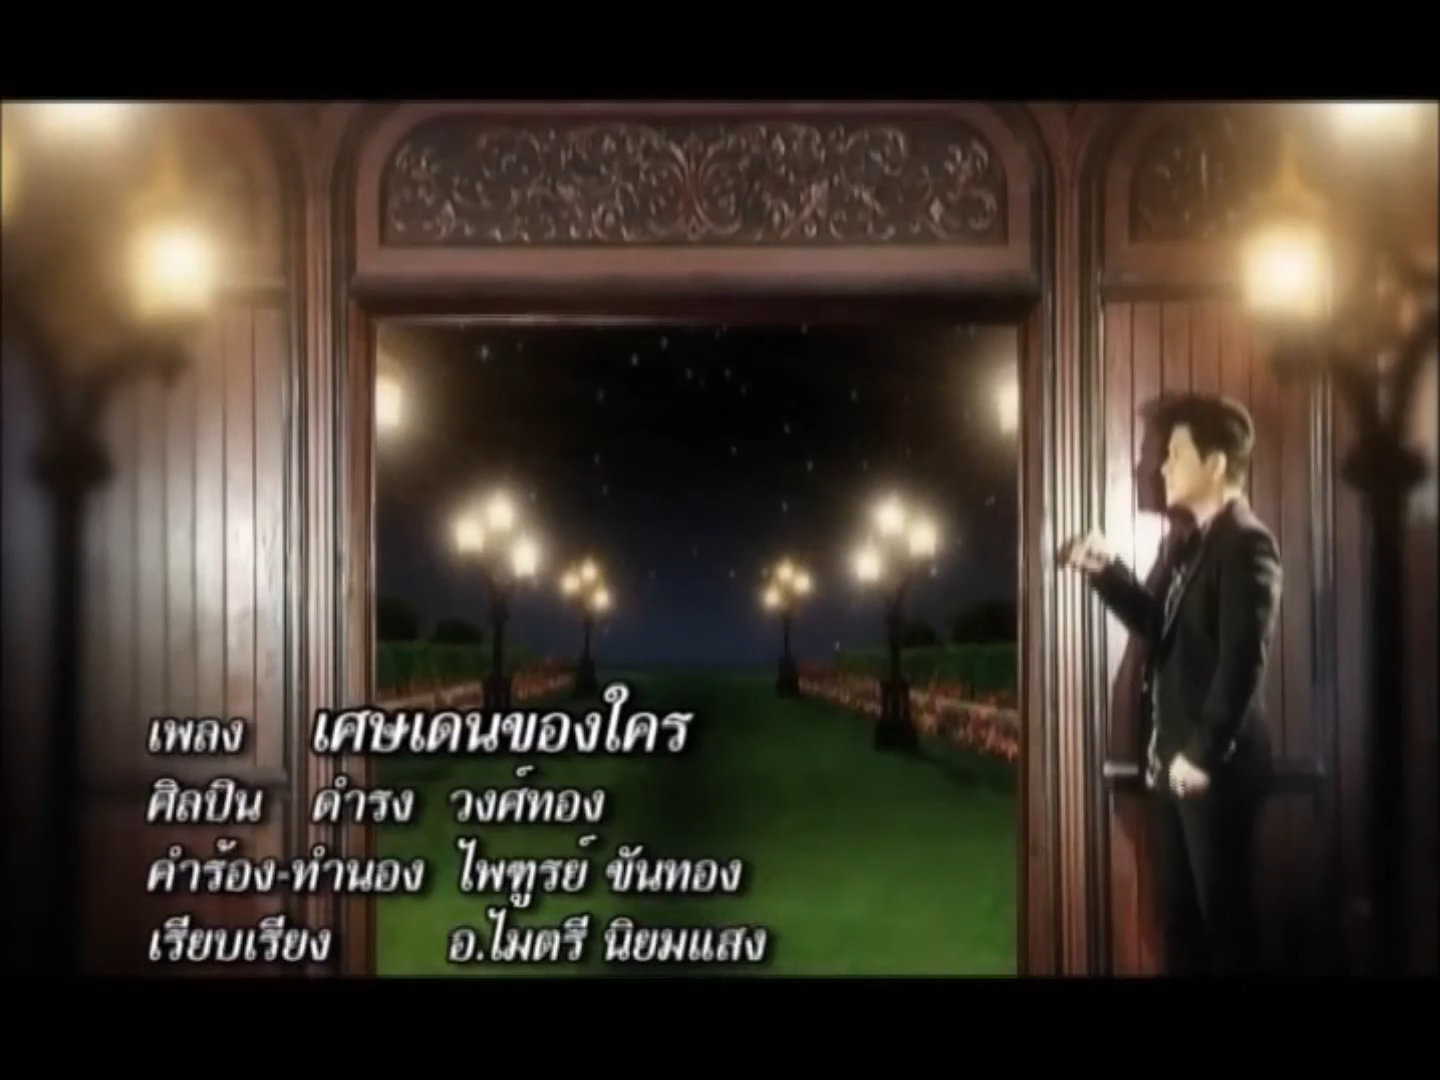 เพลง เศษเดนของใคร
ศิลปิน ดำรง วงศ์ทอง
คำร้อง-ทำนอง ไพฑูรย์ ขันทอง
เรียบเรียง อ.ไมตรี นิยมแสง